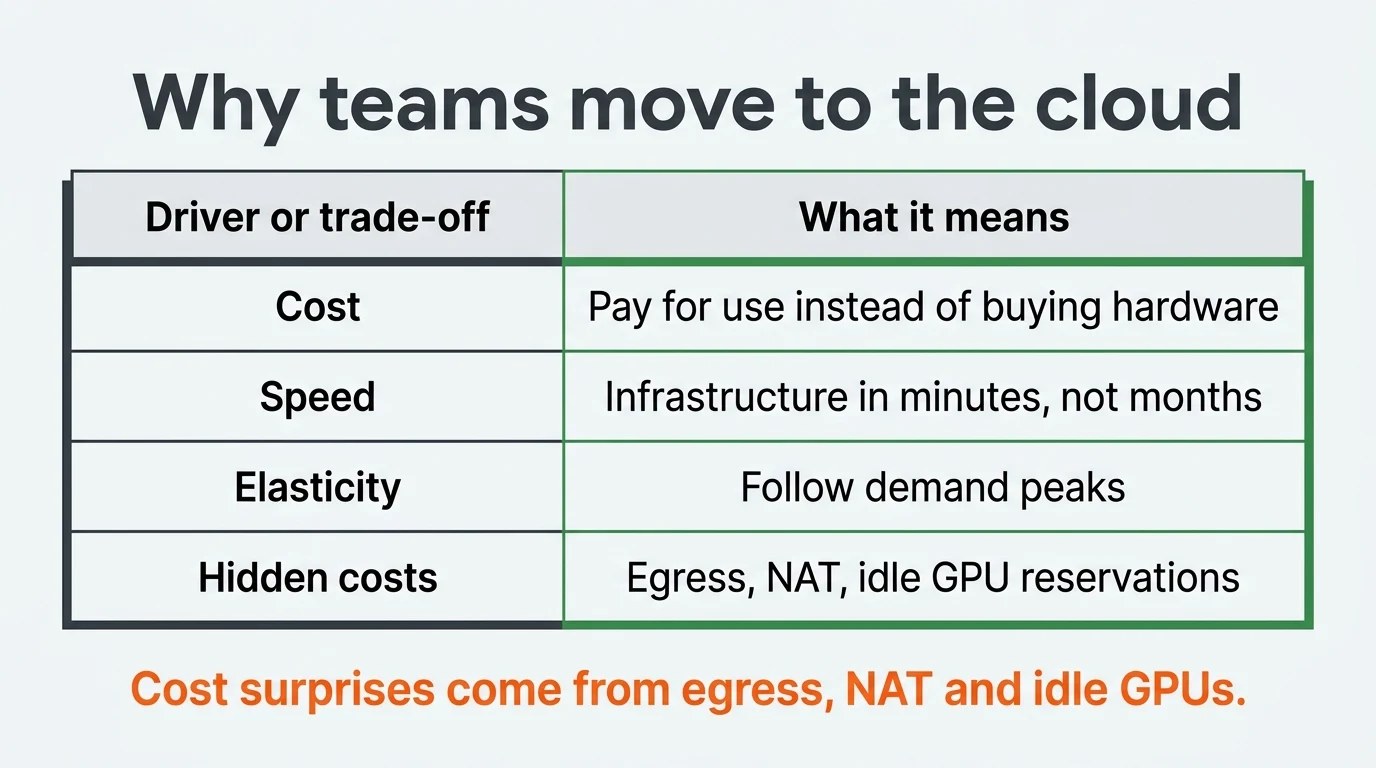 Why teams move to the cloud
Driver or trade-off
What it means
Cost
Pay for use instead of buying hardware
Speed
Infrastructure in minutes, not months
Elasticity
Follow demand peaks
Hidden costs
Egress, NAT, idle GPU reservations
Cost surprises come from egress, NAT and idle GPUs.